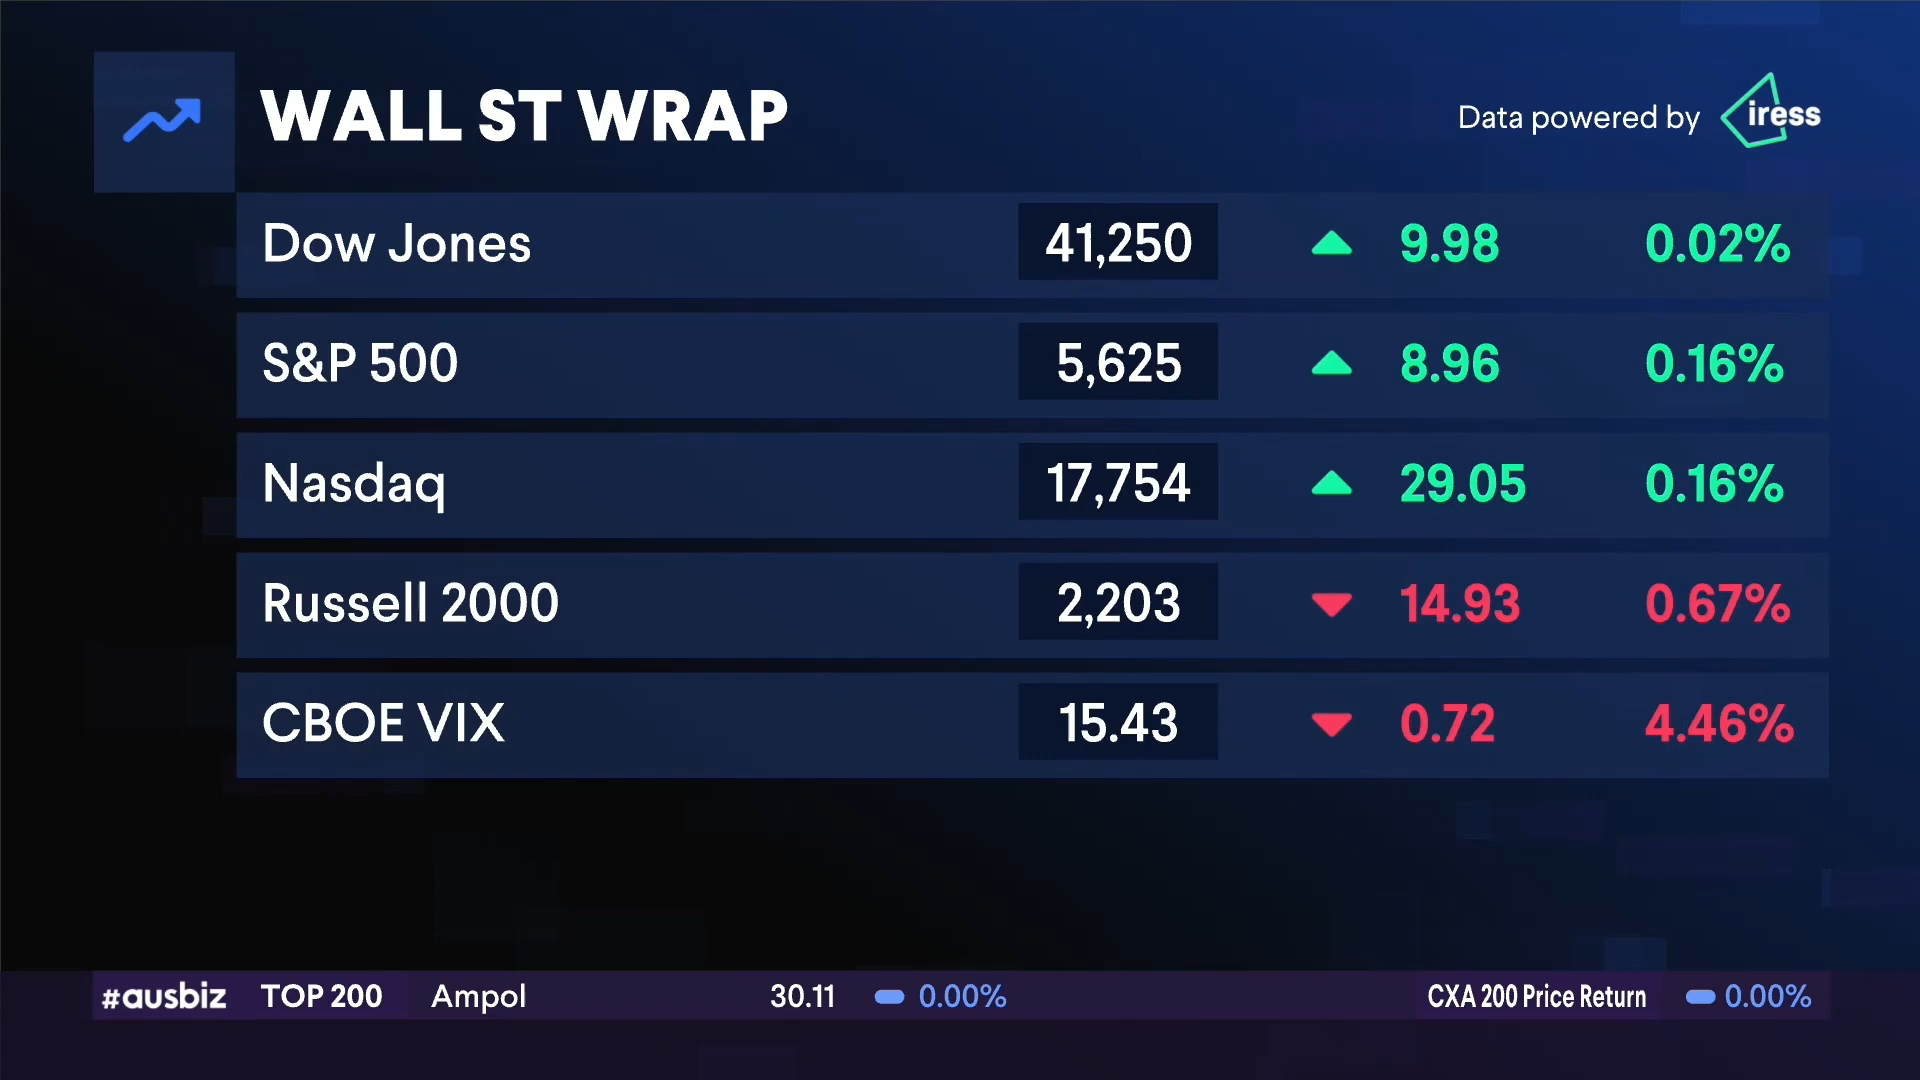 WALL ST WRAP
Data powered by iress
Dow Jones 41,250 9.98 0.02%
S&P 500 5,625 8.96 0.16%
Nasdaq 17,754 29.05 0.16%
Russell 2000 2,203 14.93 0.67%
CBOE VIX 15.43 0.72 4.46%
#ausbiz TOP 200 Ampol 30.11 0.00% CXA 200 Price Return 0.00%